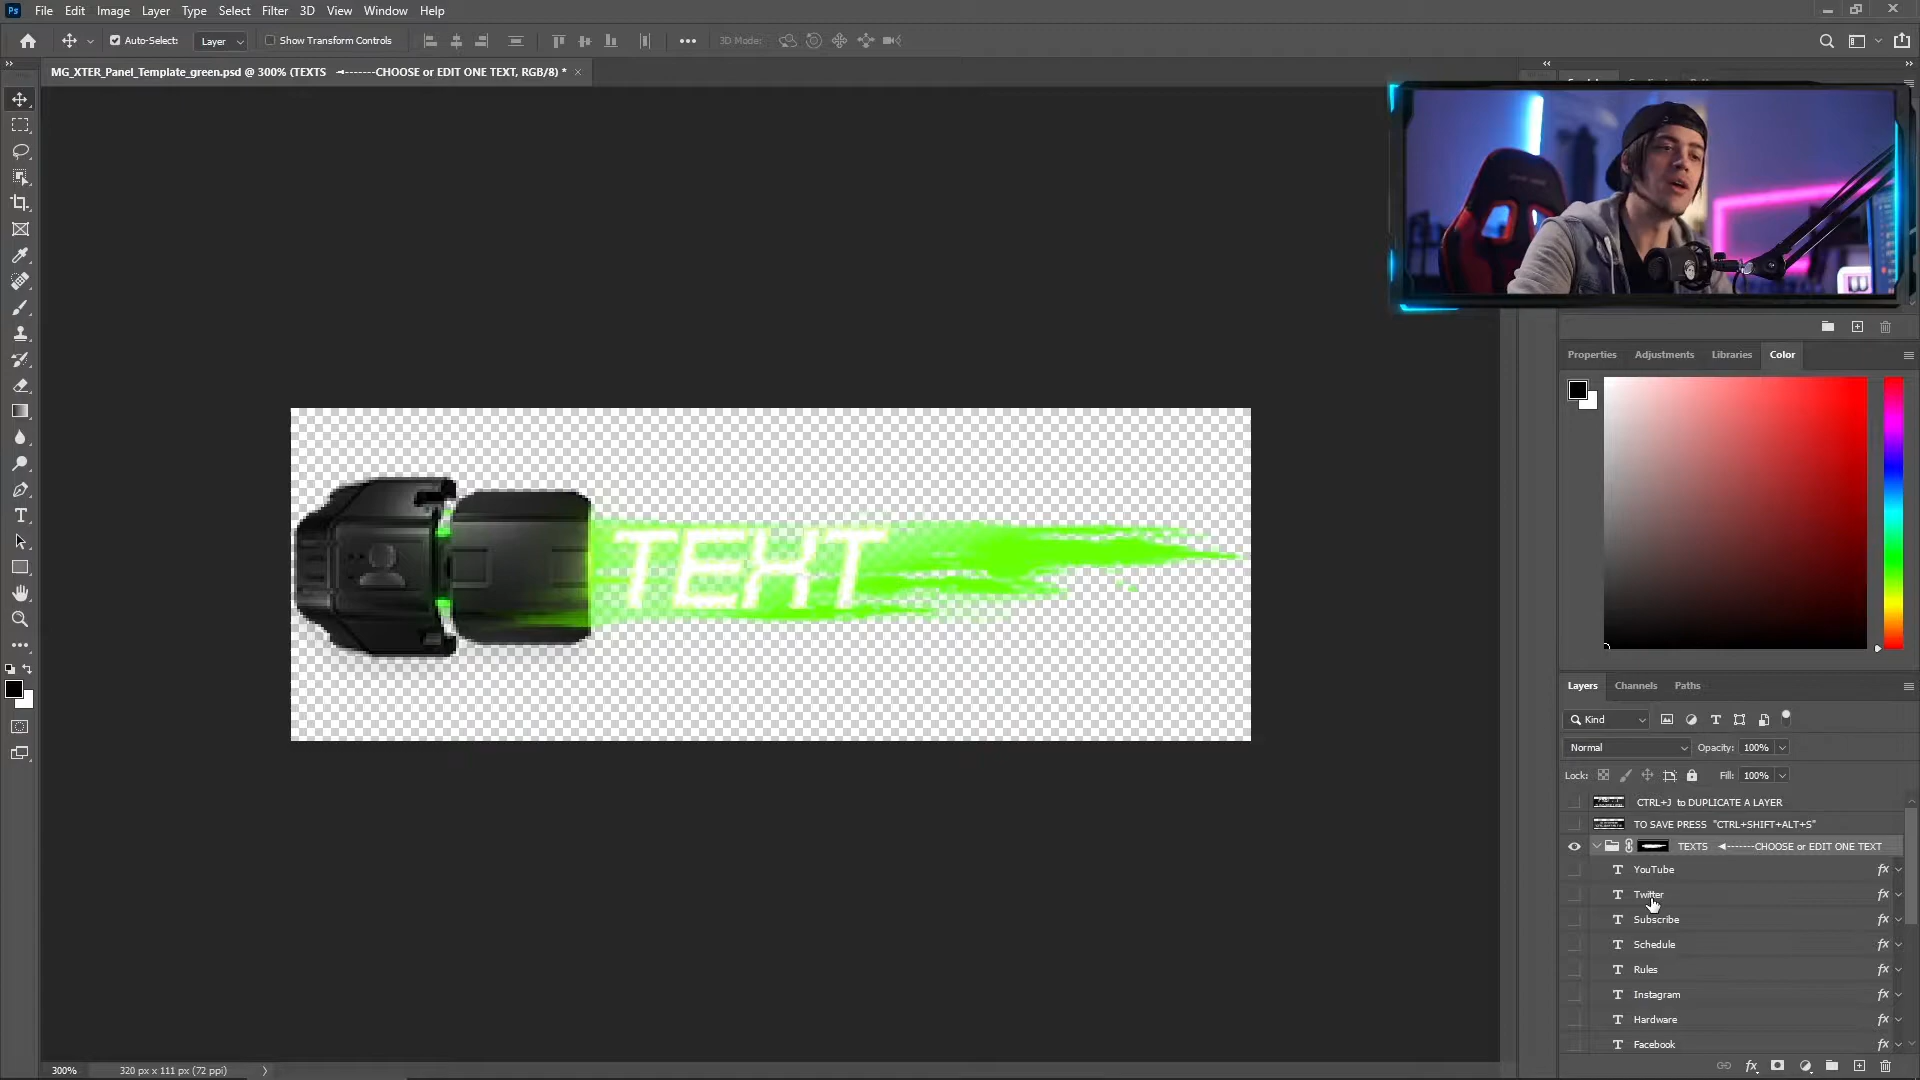 Ps File Edit Image Layer Type Select Filter 3D View Window Help
Auto-Select: Layer Show Transform Controls 3D Mode:
MG_XTER_Panel_Template_green.psd @ 300% (TEXTS ◄-------CHOOSE or EDIT ONE TEXT, RGB/8) * ×
TEXT
Properties Adjustments Libraries Color
Layers Channels Paths
Kind
Normal Opacity: 100%
Lock: Fill: 100%
CTRL+J to DUPLICATE A LAYER
TO SAVE PRESS "CTRL+SHIFT+ALT+S"
TEXTS ◄-------CHOOSE or EDIT ONE TEXT
YouTube fx
Twitter fx
Subscribe fx
Schedule fx
Rules fx
Instagram fx
Hardware fx
Facebook fx
300% 320 px x 111 px (72 ppi)